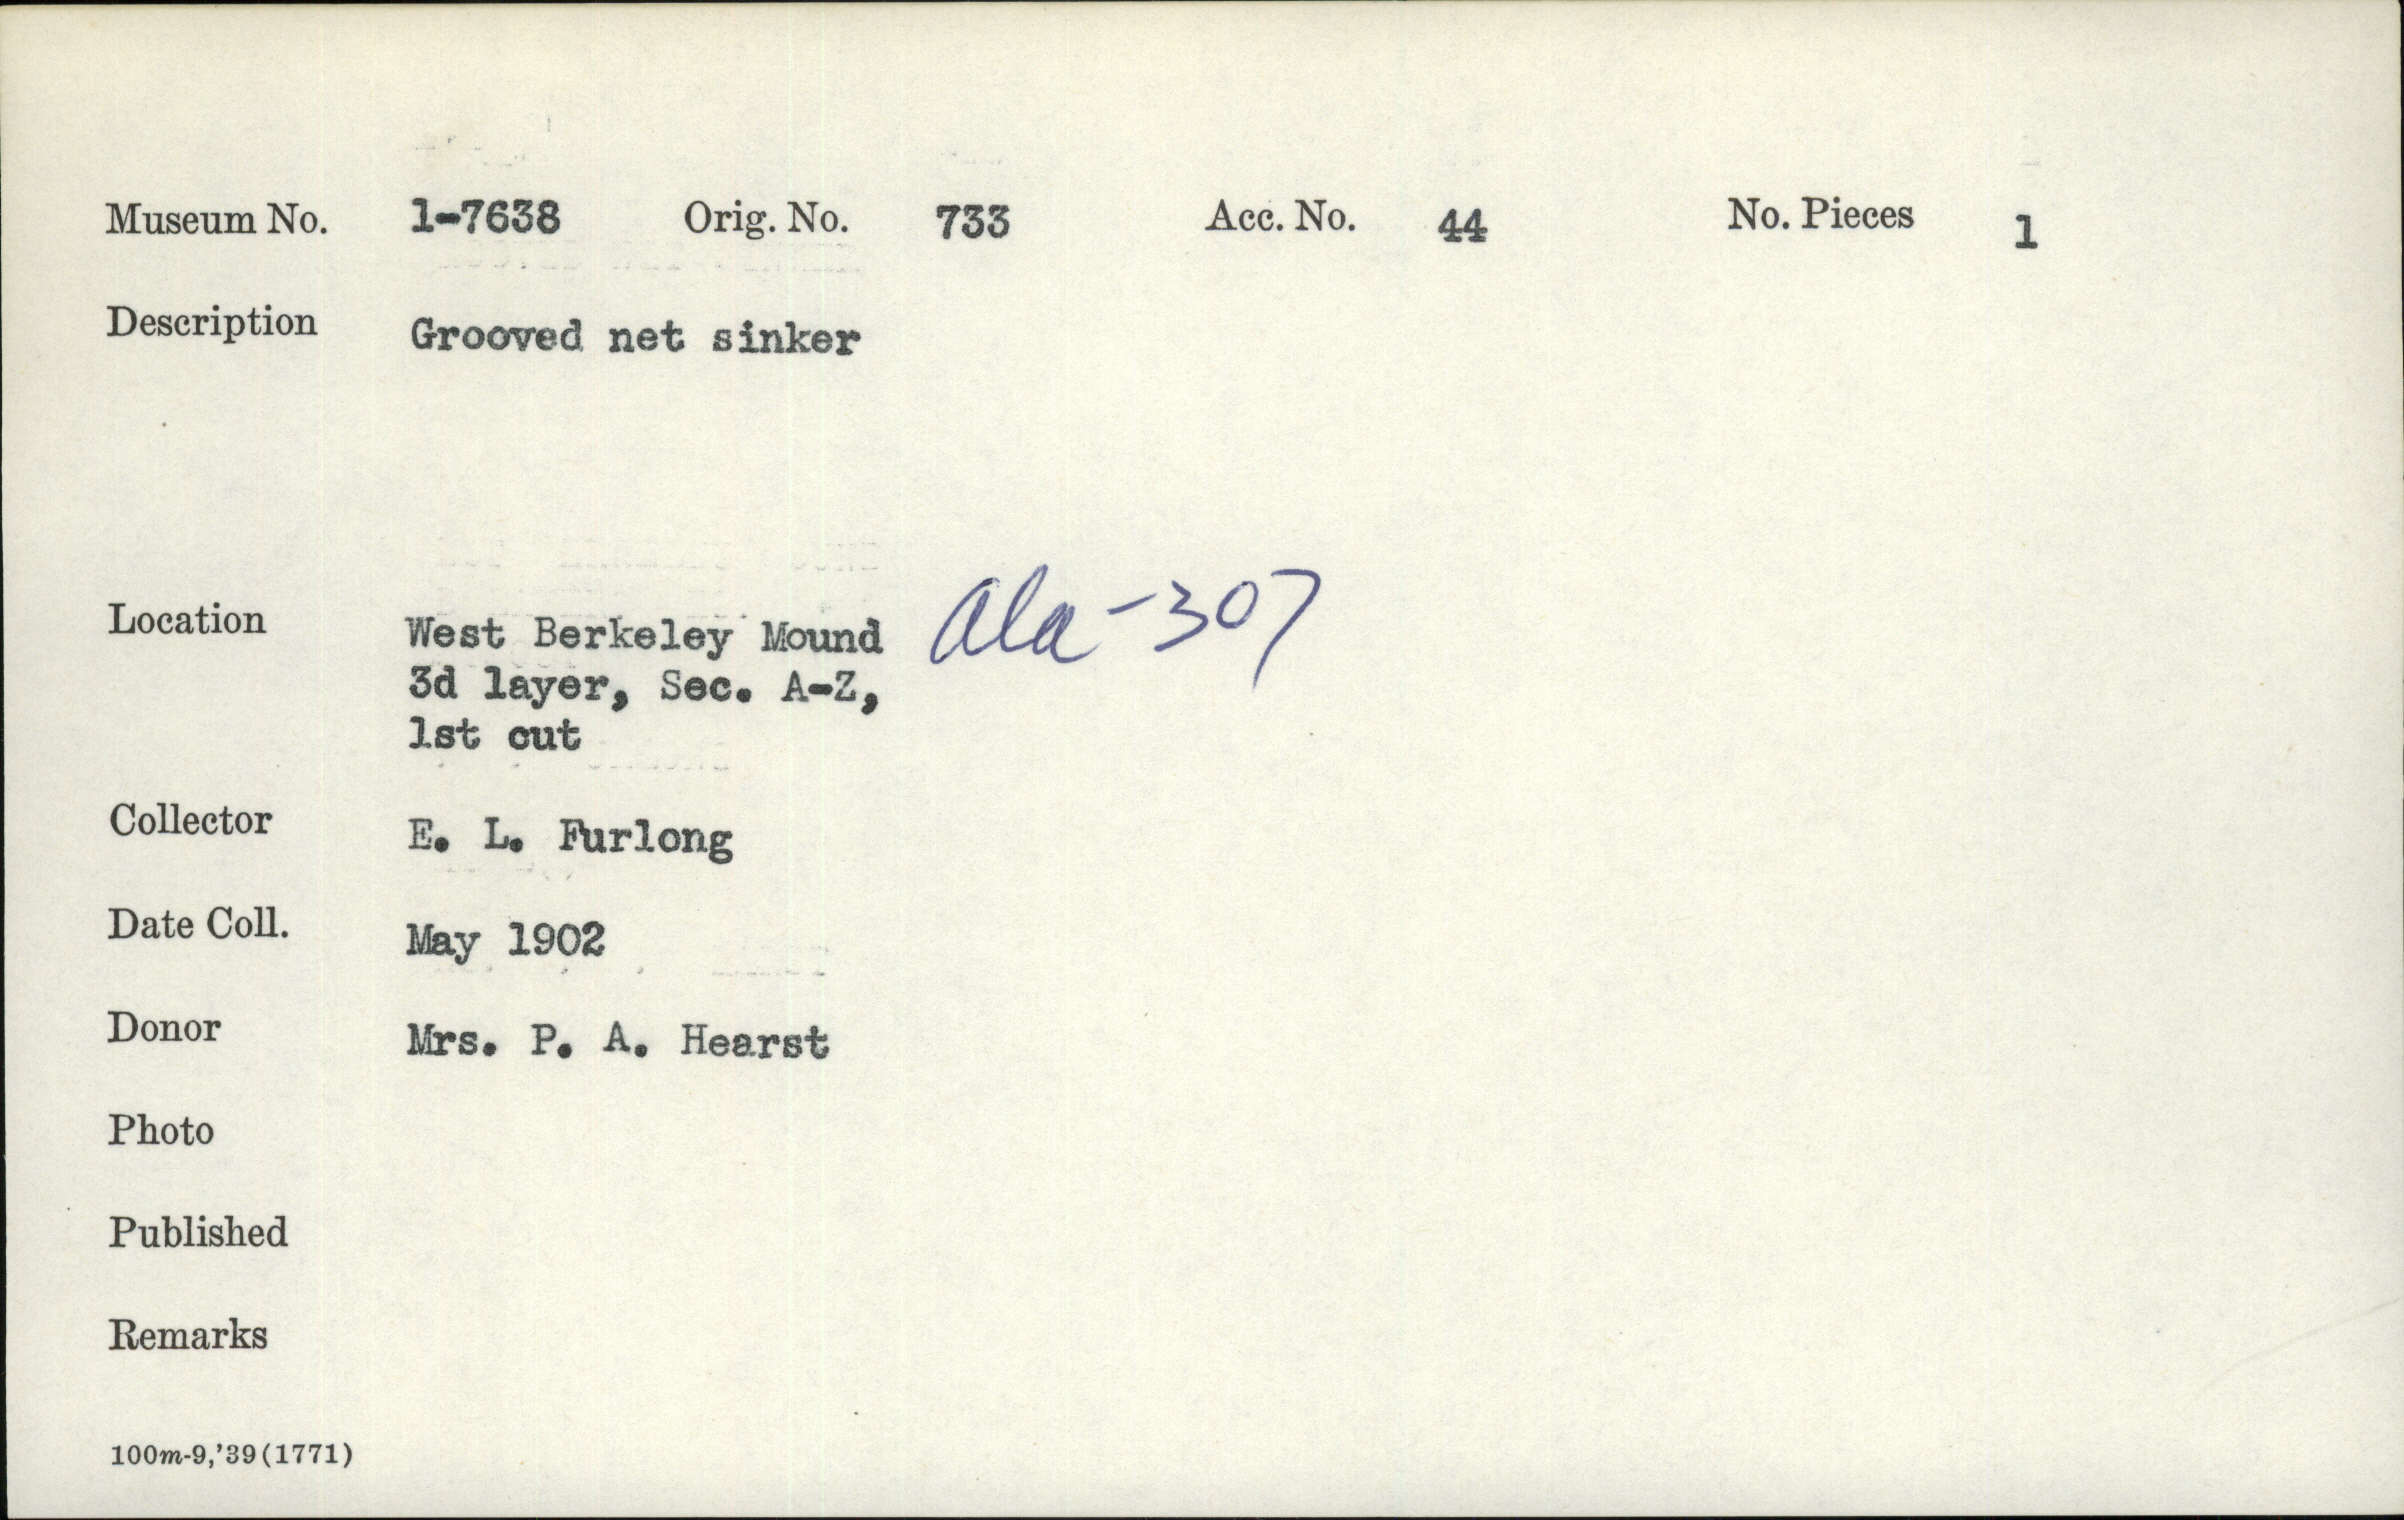 Museum No. 1-7638 Orig. No. 733 Acc. No. 44 No. Pieces 1
Description Grooved net sinker
Location West Berkeley Mound Ala-307
3d layer, Sec. A-Z,
1st cut
Collector E. L. Furlong
Date Coll. May 1902
Donor Mrs. P. A. Hearst
Photo
Published
Remarks
100m-9,'39(1771)